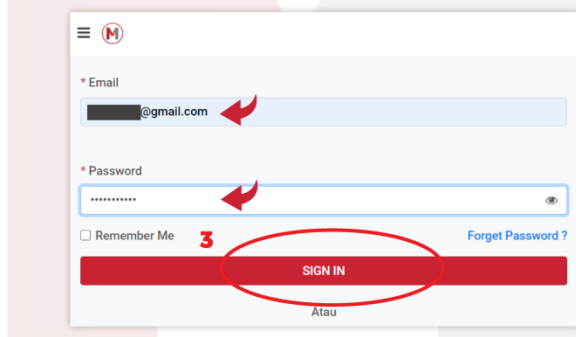 M
* Email
@gmail.com
* Password
...........
Remember Me
Forget Password ?
3
SIGN IN
Atau